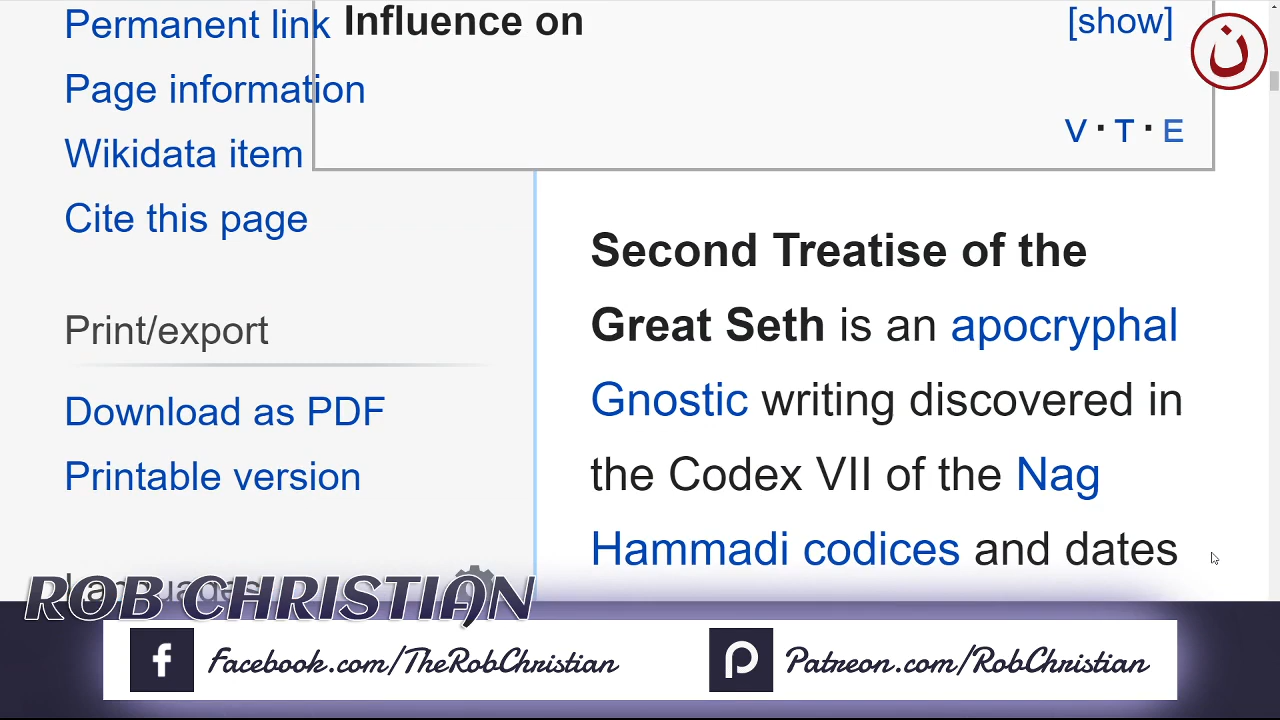 Permanent link
Page information
Wikidata item
Cite this page
Print/export
Download as PDF
Printable version
Languages
Influence on [show]
V · T · E
ن
Second Treatise of the
Great Seth is an apocryphal
Gnostic writing discovered in
the Codex VII of the Nag
Hammadi codices and dates
ROB CHRISTIAN
Facebook.com/TheRobChristian
Patreon.com/RobChristian